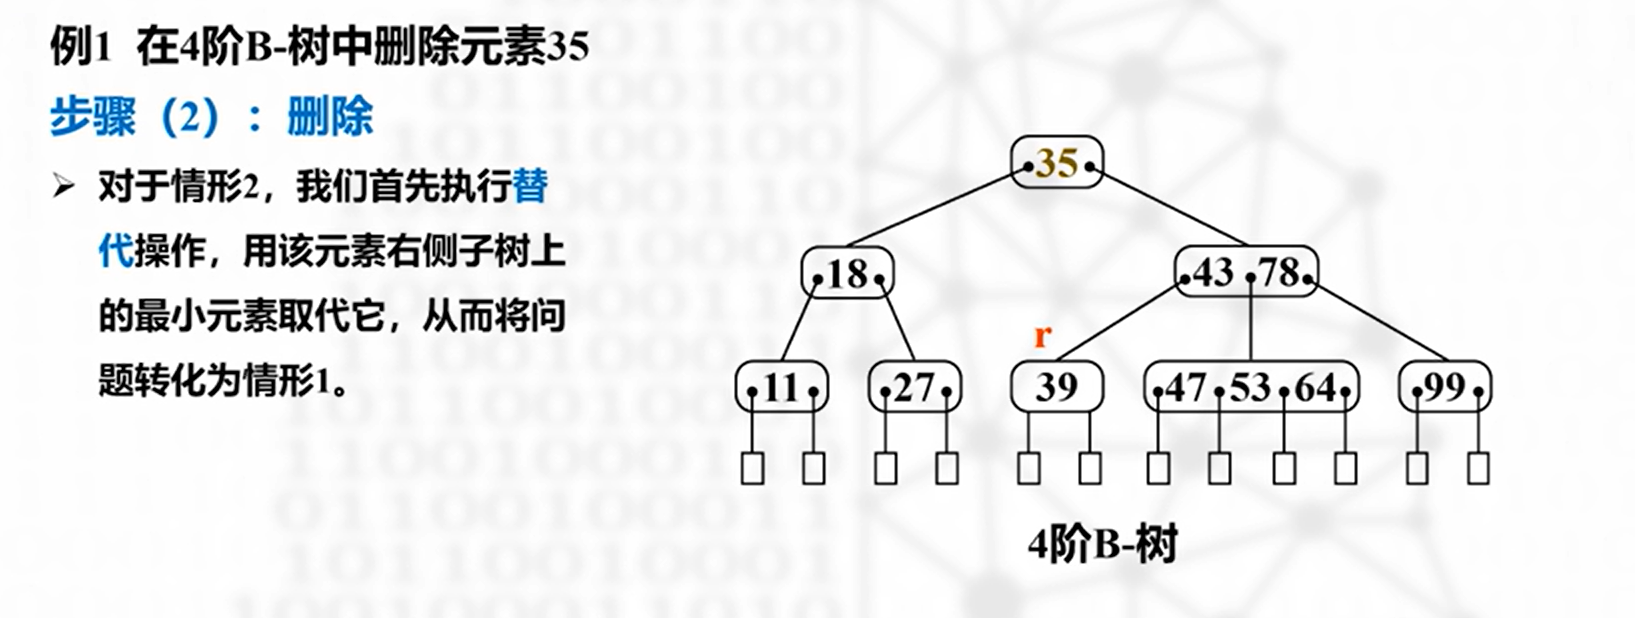 例1 在4阶B-树中删除元素35
步骤（2）：删除
➢ 对于情形2，我们首先执行替
代操作，用该元素右侧子树上
的最小元素取代它，从而将问
题转化为情形1。
35
18
43 78
r
11
27
39
47 53 64
99
4阶B-树